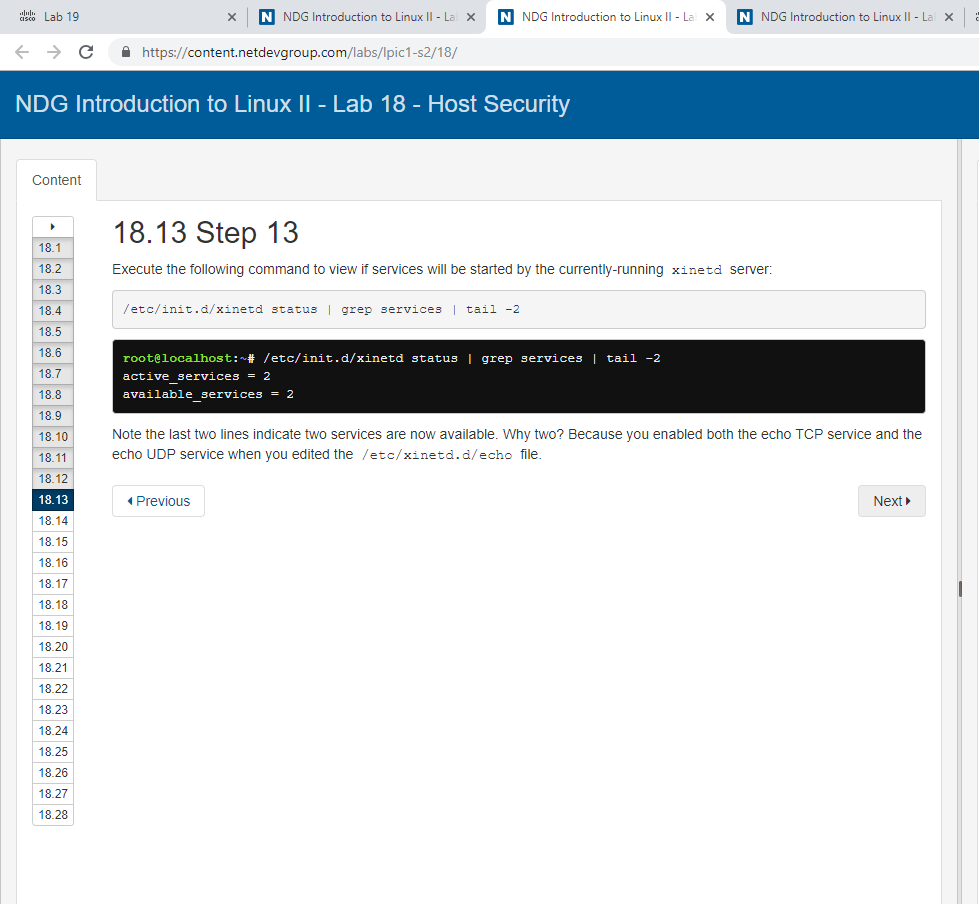 Lab 19
NDG Introduction to Linux II - La
NDG Introduction to Linux II - La
NDG Introduction to Linux II - Lal
https://content.netdevgroup.com/labs/lpic1-s2/18/
NDG Introduction to Linux II - Lab 18 - Host Security
Content
18.1
18.2
18.3
18.4
18.5
18.6
18.7
18.8
18.9
18.10
18.11
18.12
18.13
18.14
18.15
18.16
18.17
18.18
18.19
18.20
18.21
18.22
18.23
18.24
18.25
18.26
18.27
18.28
18.13 Step 13
Execute the following command to view if services will be started by the currently-running xinetd server:
/etc/init.d/xinetd status | grep services | tail -2
root@localhost:~# /etc/init.d/xinetd status | grep services | tail -2
active_services = 2
available_services = 2
Note the last two lines indicate two services are now available. Why two? Because you enabled both the echo TCP service and the
echo UDP service when you edited the /etc/xinetd.d/echo file.
Previous
Next